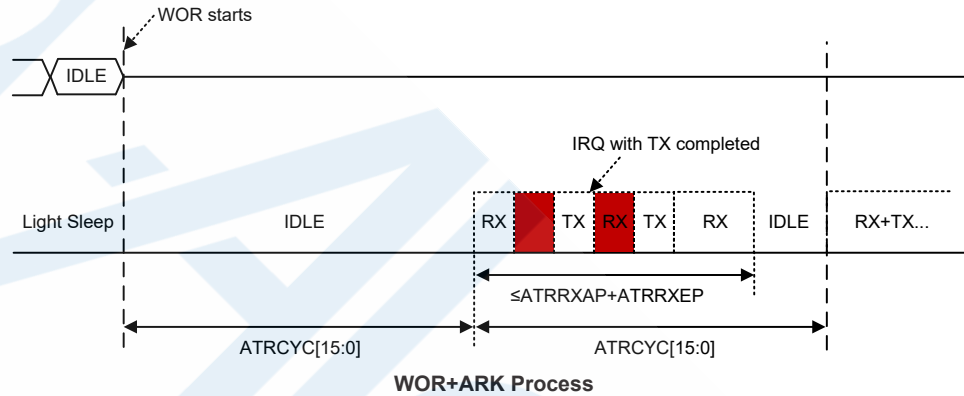 WOR starts
IDLE
IRQ with TX completed
Light Sleep IDLE RX TX RX TX RX IDLE RX+TX...
≤ATRRXAP+ATRRXEP
ATRCYC[15:0] ATRCYC[15:0]
WOR+ARK Process